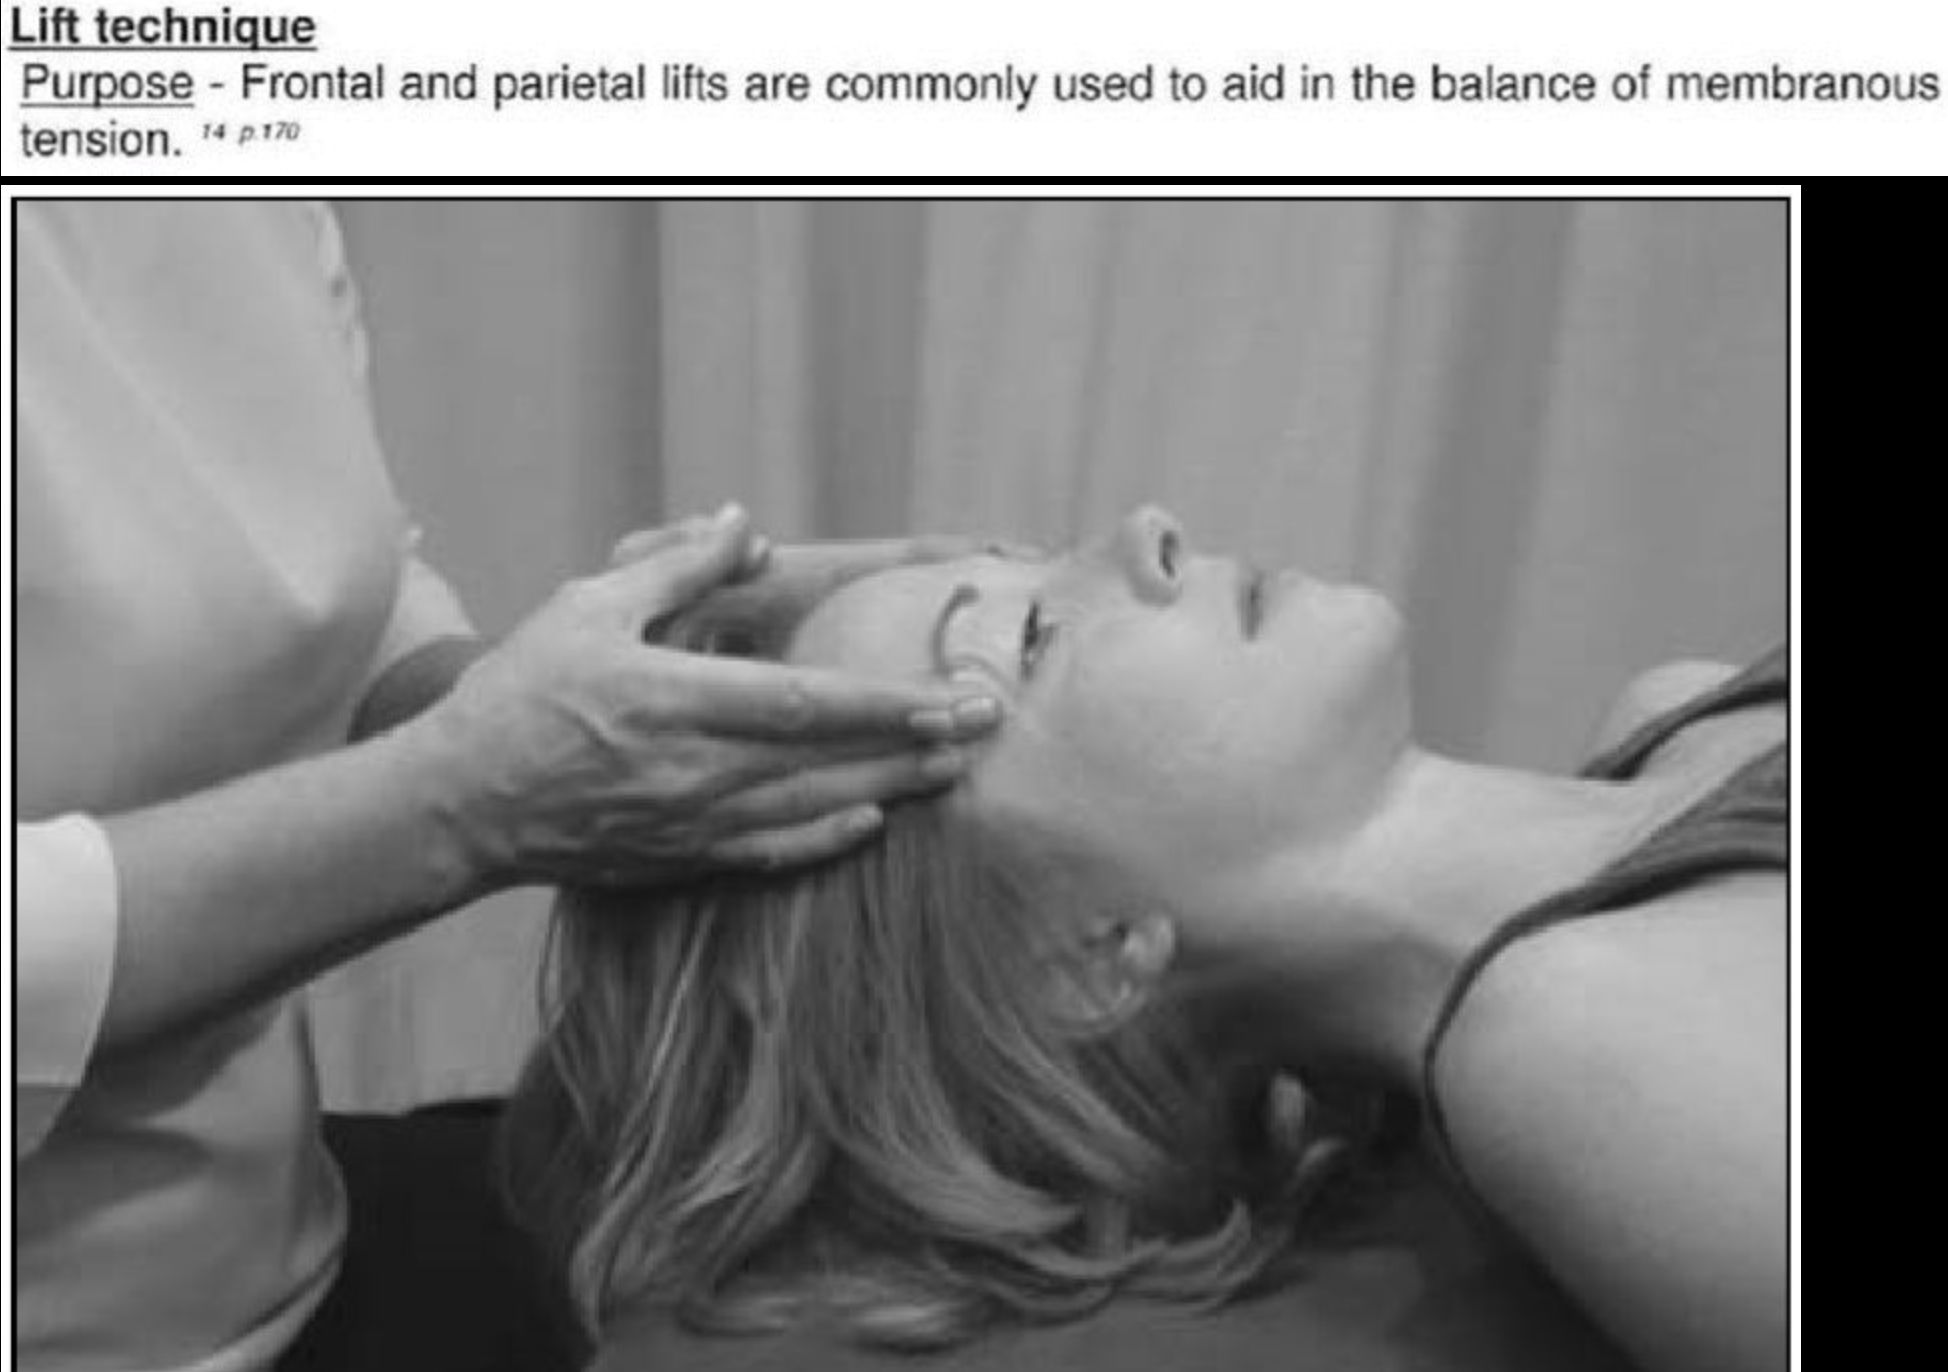 Lift technique
Purpose - Frontal and parietal lifts are commonly used to aid in the balance of membranous
tension. 14 p.170